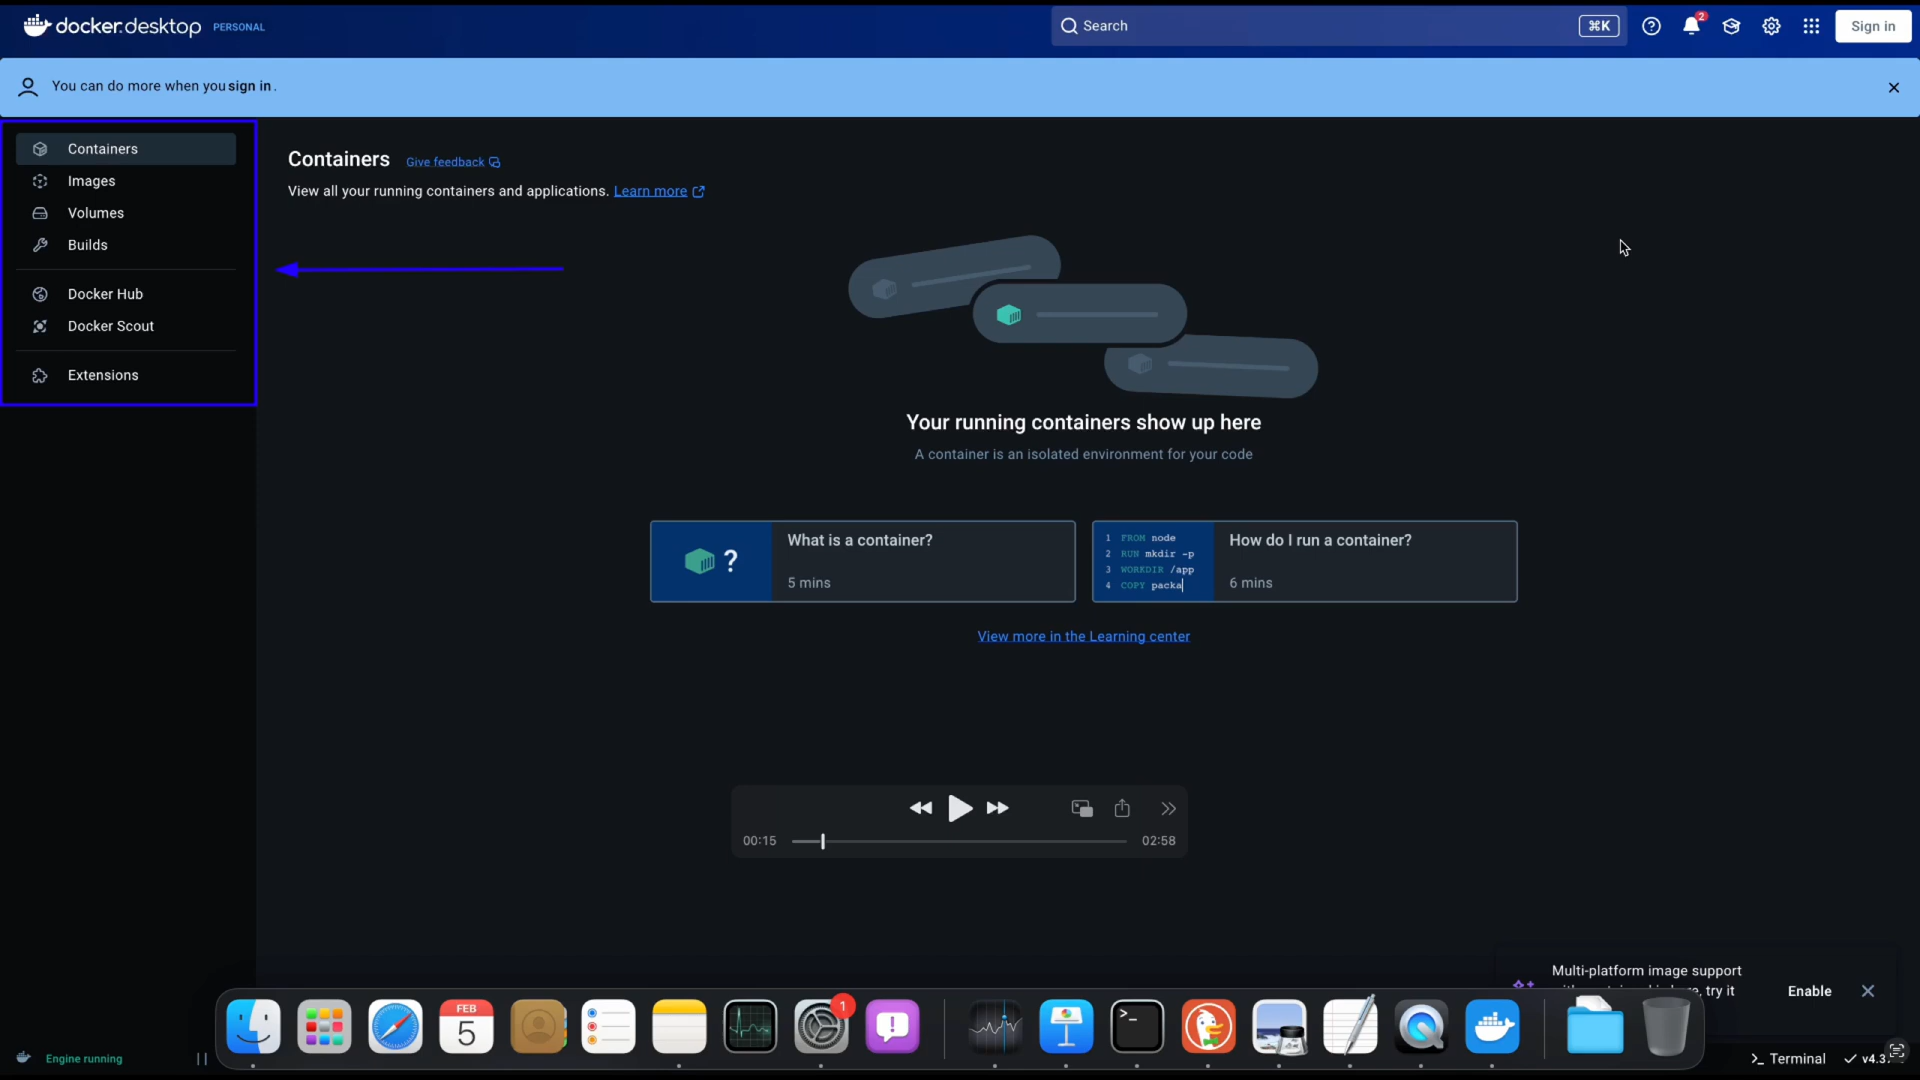 docker.desktop PERSONAL
Search
⌘K
2
Sign in
You can do more when you sign in.
Containers
Images
Volumes
Builds
Docker Hub
Docker Scout
Extensions
Containers Give feedback
View all your running containers and applications. Learn more
Your running containers show up here
A container is an isolated environment for your code
?
What is a container?
5 mins
1 FROM node
2 RUN mkdir -p
3 WORKDIR /app
4 COPY packa
How do I run a container?
6 mins
View more in the Learning center
00:15
02:58
Multi-platform image support
try it
Enable
FEB
5
1
>_
Engine running
Terminal